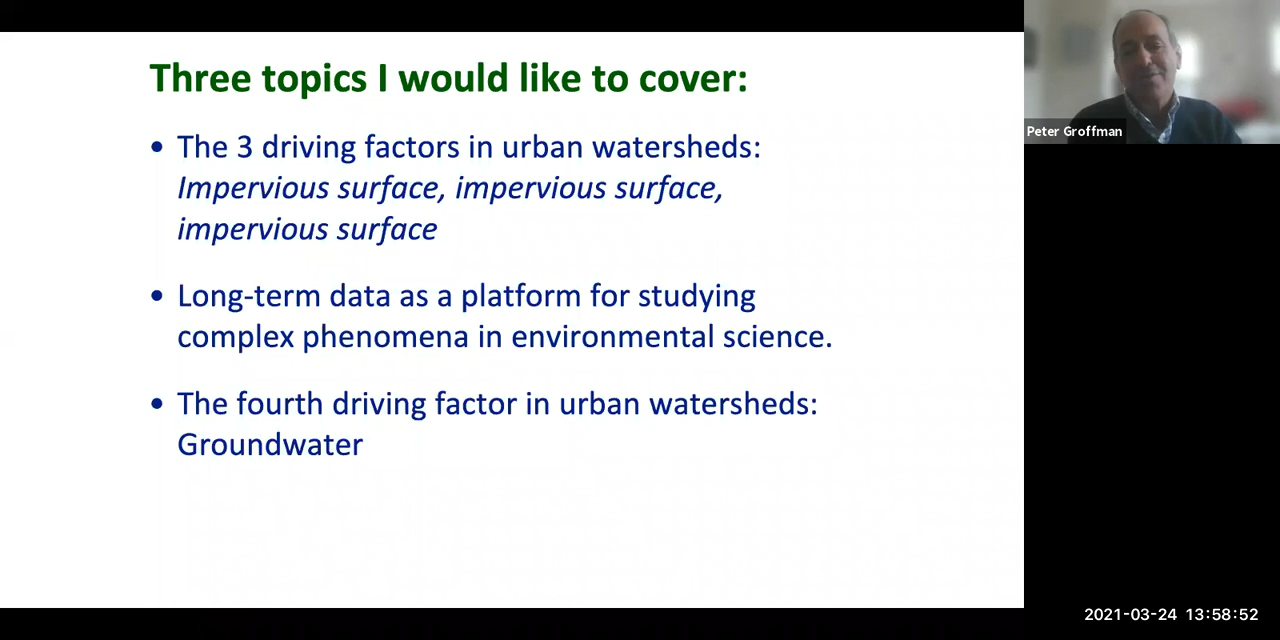 Three topics I would like to cover:
• The 3 driving factors in urban watersheds:
Impervious surface, impervious surface,
impervious surface
• Long-term data as a platform for studying
complex phenomena in environmental science.
• The fourth driving factor in urban watersheds:
Groundwater
Peter Groffman
2021-03-24 13:58:52